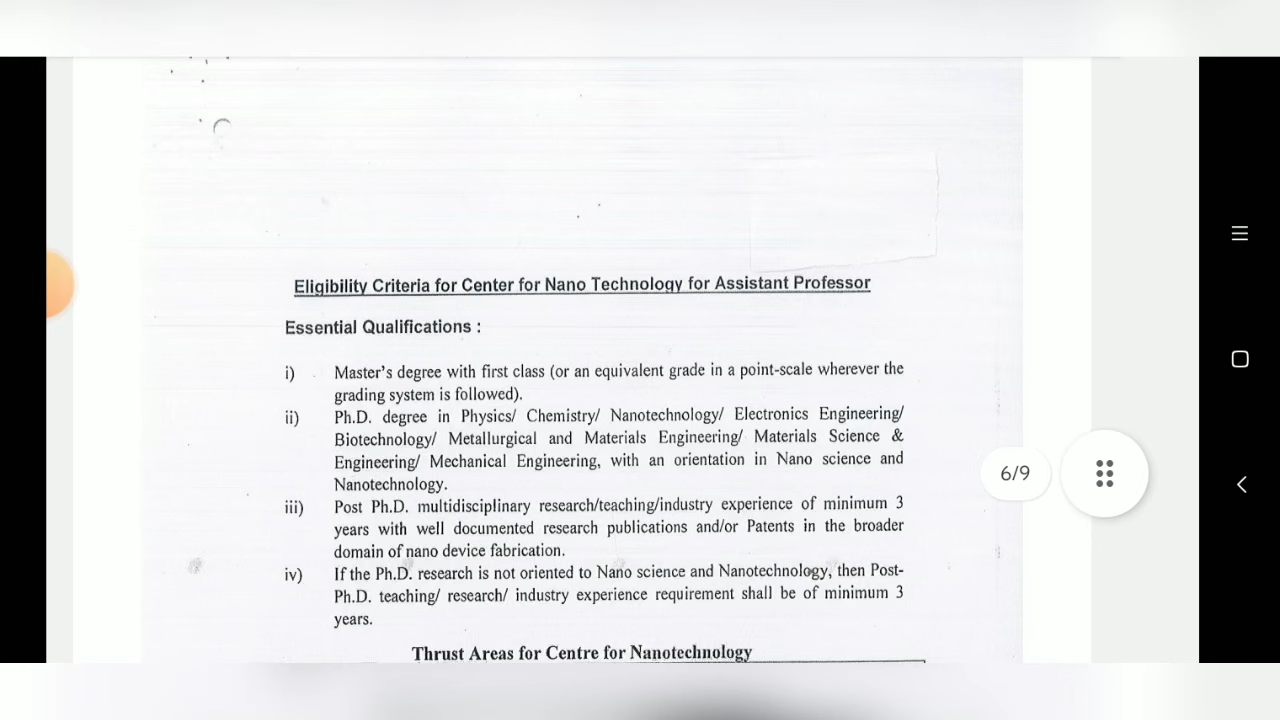 Eligibility Criteria for Center for Nano Technology for Assistant Professor
Essential Qualifications :
i) Master's degree with first class (or an equivalent grade in a point-scale wherever the
grading system is followed).
ii) Ph.D. degree in Physics/ Chemistry/ Nanotechnology/ Electronics Engineering/
Biotechnology/ Metallurgical and Materials Engineering/ Materials Science &
Engineering/ Mechanical Engineering, with an orientation in Nano science and
Nanotechnology.
6/9
iii) Post Ph.D. multidisciplinary research/teaching/industry experience of minimum 3
years with well documented research publications and/or Patents in the broader
domain of nano device fabrication.
iv) If the Ph.D. research is not oriented to Nano science and Nanotechnology, then Post-
Ph.D. teaching/ research/ industry experience requirement shall be of minimum 3
years.
Thrust Areas for Centre for Nanotechnology